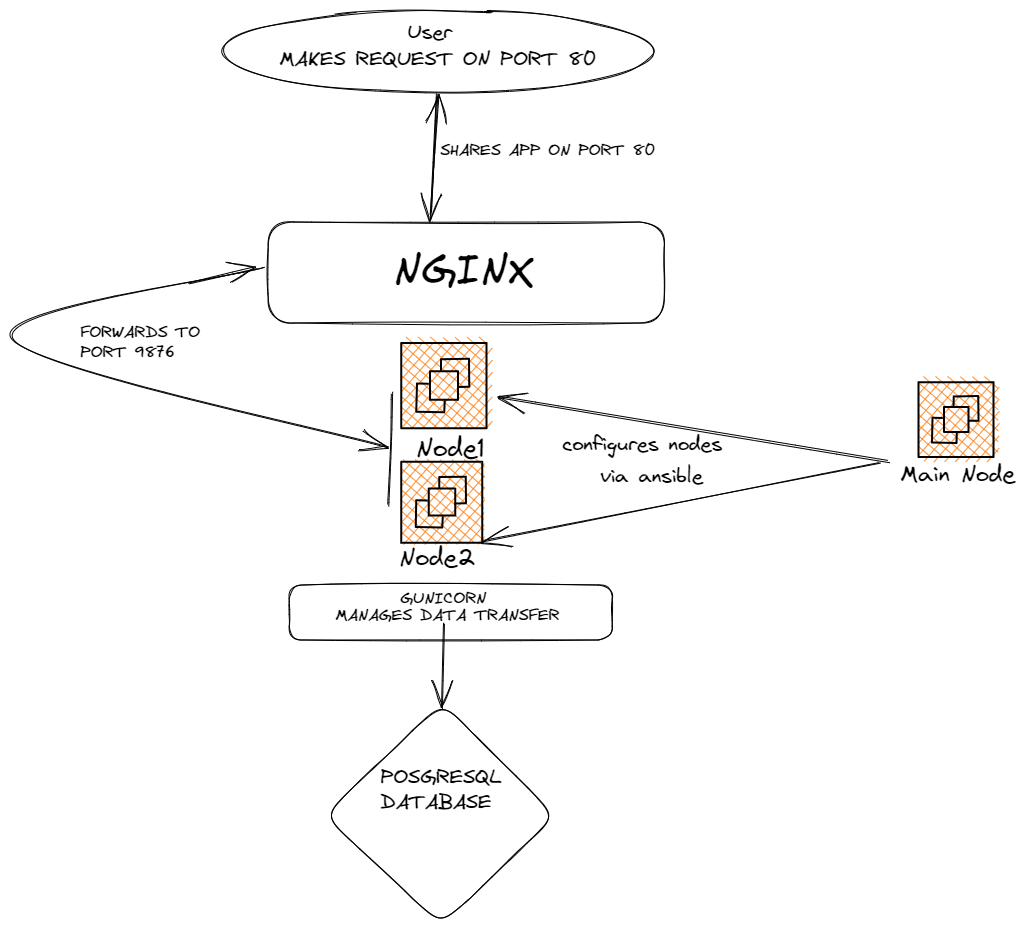 User
MAKES REQUEST ON PORT 80
SHARES APP ON PORT 80
NGINX
FORWARDS TO
PORT 9876
Node1
configures nodes
via ansible
Main Node
Node2
GUNICORN
MANAGES DATA TRANSFER
POSGRESQL
DATABASE